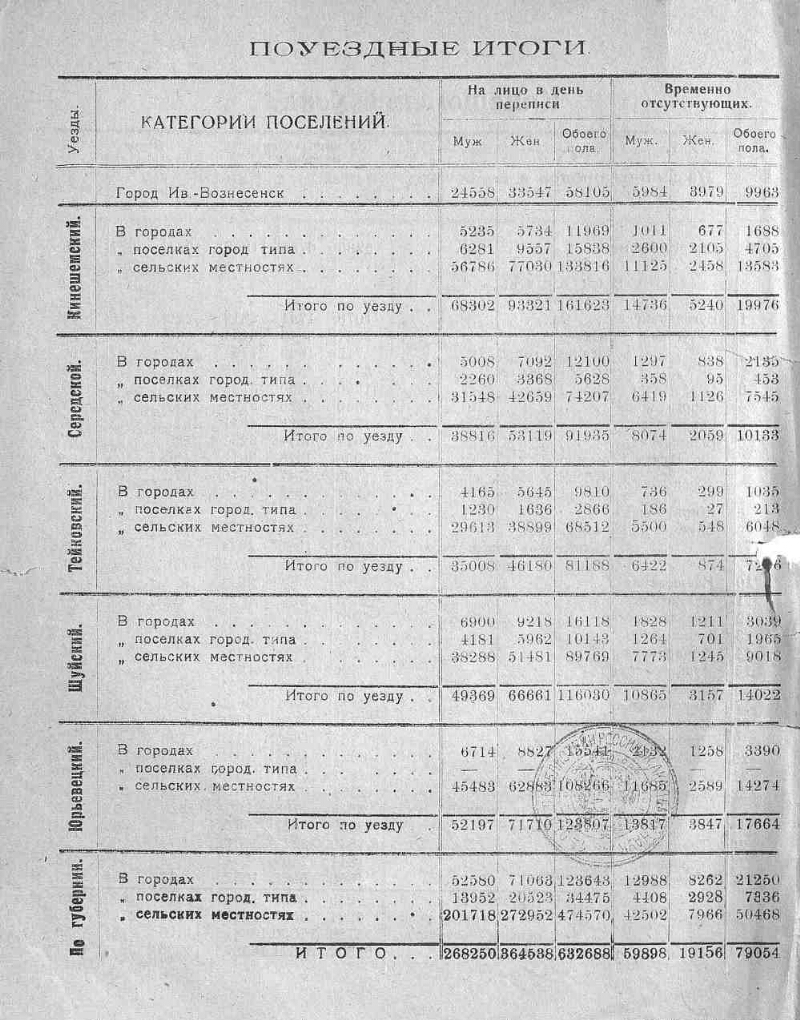 ПОУЕЗДНЫЕ ИТОГИ
Уезды.
КАТЕГОРИИ ПОСЕЛЕНИЙ.
На лицо в день переписи
Временно отсутствующих.
Муж Жен Обоего пола Муж. Жен. Обоего пола.
Город Ив.-Вознесенск . . . . . . . . 24558 33547 58105 5984 3979 9963
Кинешемский.
В городах . . . . . . . . . . . . 5235 6734 11969 1011 677 1688
„ поселках город типа . . . . . . . 6281 9557 15838 2600 2105 4705
„ сельских местностях . . . . . . . 56786 77030 133816 11125 2458 13583
Итого по уезду . . 68302 93321 161623 14736 5240 19976
Середской.
В городах . . . . . . . . . . . . 5008 7092 12100 1297 838 2135
„ поселках город. типа . . . . . . 2260 3368 5628 358 95 453
„ сельских местностях . . . . . . . 31548 42659 74207 6419 1126 7545
Итого по уезду . . 38816 53119 91935 8074 2059 10133
Тейковский.
В городах . . . . . . . . . . . . 4165 5645 9810 736 299 1035
„ поселках город. типа . . . . . . 1230 1636 2866 186 27 213
„ сельских местностях . . . . . . . 29613 38899 68512 5500 548 6048
Итого по уезду . . 35008 46180 81188 6422 874
Шуйский.
В городах . . . . . . . . . . . . 6900 9218 16118 1828 1211 3039
„ поселках город. типа . . . . . . . 4181 5962 10143 1264 701 1965
„ сельских местностях . . . . . . . 38288 51481 89769 7773 1245 9018
Итого по уезду . . 49369 66661 116030 10865 3157 14022
Юрьевецкий.
В городах . . . . . . . . . . . . 6714 8827 15541 2132 1258 3390
„ поселках город. типа . . . . . . . — — — — — —
„ сельских. местностях . . . . . . . 45483 62883 108266 11685 2589 14274
Итого по уезду . 52197 71710 123807 13817 3847 17664
По губернии.
В городах . . . . . . . . . . . . 52580 71063 123643 12988 8262 21250
„ поселках город. типа . . . . . . . 13952 20523 34475 4408 2928 7336
„ сельских местностях . . . . . . . 201718 272952 474570 42502 7966 50468
ИТОГО. . . 268250 364538 632688 59898 19156 79054